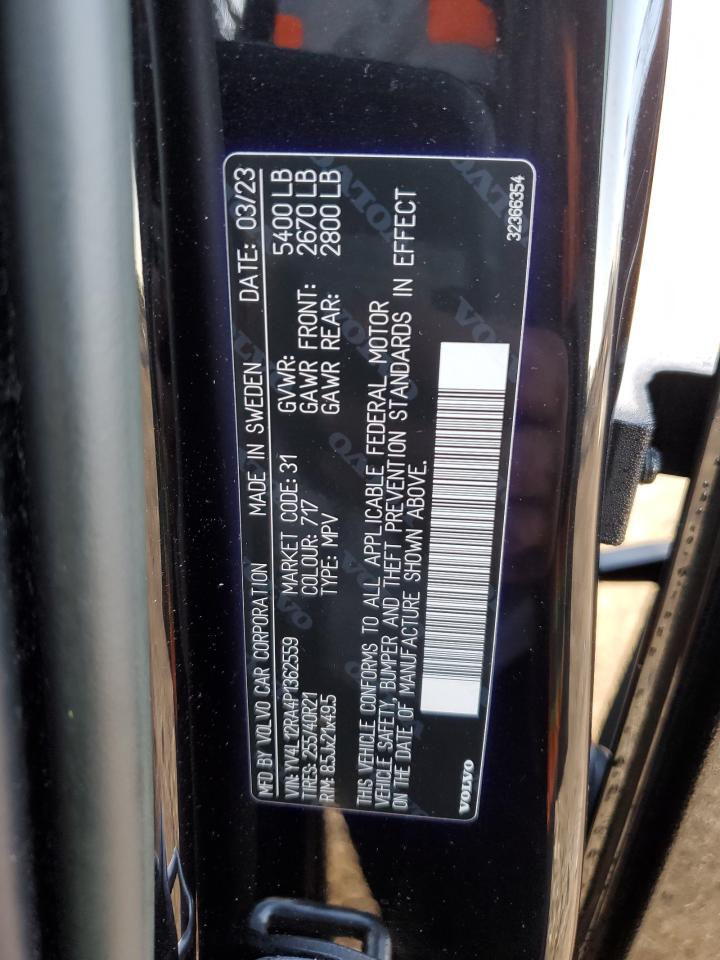 MFD BY VOLVO CAR CORPORATION MADE IN SWEDEN DATE: 03/23
VIN: YV4L12RA4P1362559 MARKET CODE: 31 GVWR: 5400 LB
TIRES: 255/40R21 COLOUR: 717 GAWR FRONT: 2670 LB
RIM: 8.5Jx21x49.5 TYPE: MPV GAWR REAR: 2800 LB
THIS VEHICLE CONFORMS TO ALL APPLICABLE FEDERAL MOTOR
VEHICLE SAFETY, BUMPER AND THEFT PREVENTION STANDARDS IN EFFECT
ON THE DATE OF MANUFACTURE SHOWN ABOVE.
VOLVO 32366354